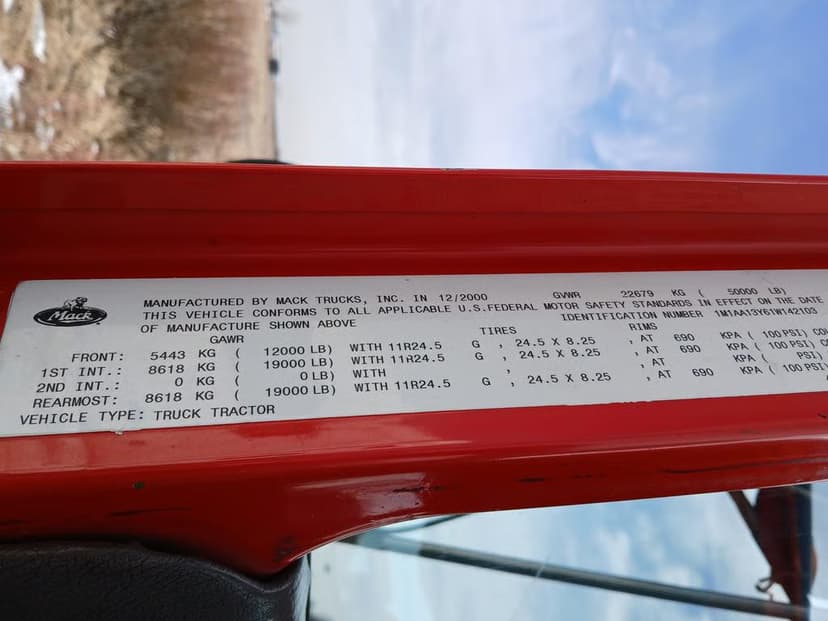 Mack
MANUFACTURED BY MACK TRUCKS, INC. IN 12/2000 GVWR 22679 KG ( 50000 LB)
THIS VEHICLE CONFORMS TO ALL APPLICABLE U.S.FEDERAL MOTOR SAFETY STANDARDS IN EFFECT ON THE DATE
OF MANUFACTURE SHOWN ABOVE IDENTIFICATION NUMBER 1M1AA13Y61W142103
GAWR TIRES RIMS
FRONT: 5443 KG ( 12000 LB) WITH 11R24.5 G , 24.5 X 8.25 , AT 690 KPA ( 100 PSI) COL
1ST INT.: 8618 KG ( 19000 LB) WITH 11R24.5 G , 24.5 X 8.25 , AT 690 KPA ( 100 PSI)
2ND INT.: 0 KG ( 0 LB) WITH , , AT KPA ( PSI)
REARMOST: 8618 KG ( 19000 LB) WITH 11R24.5 G , 24.5 X 8.25 , AT 690 KPA ( 100 PSI)
VEHICLE TYPE: TRUCK TRACTOR